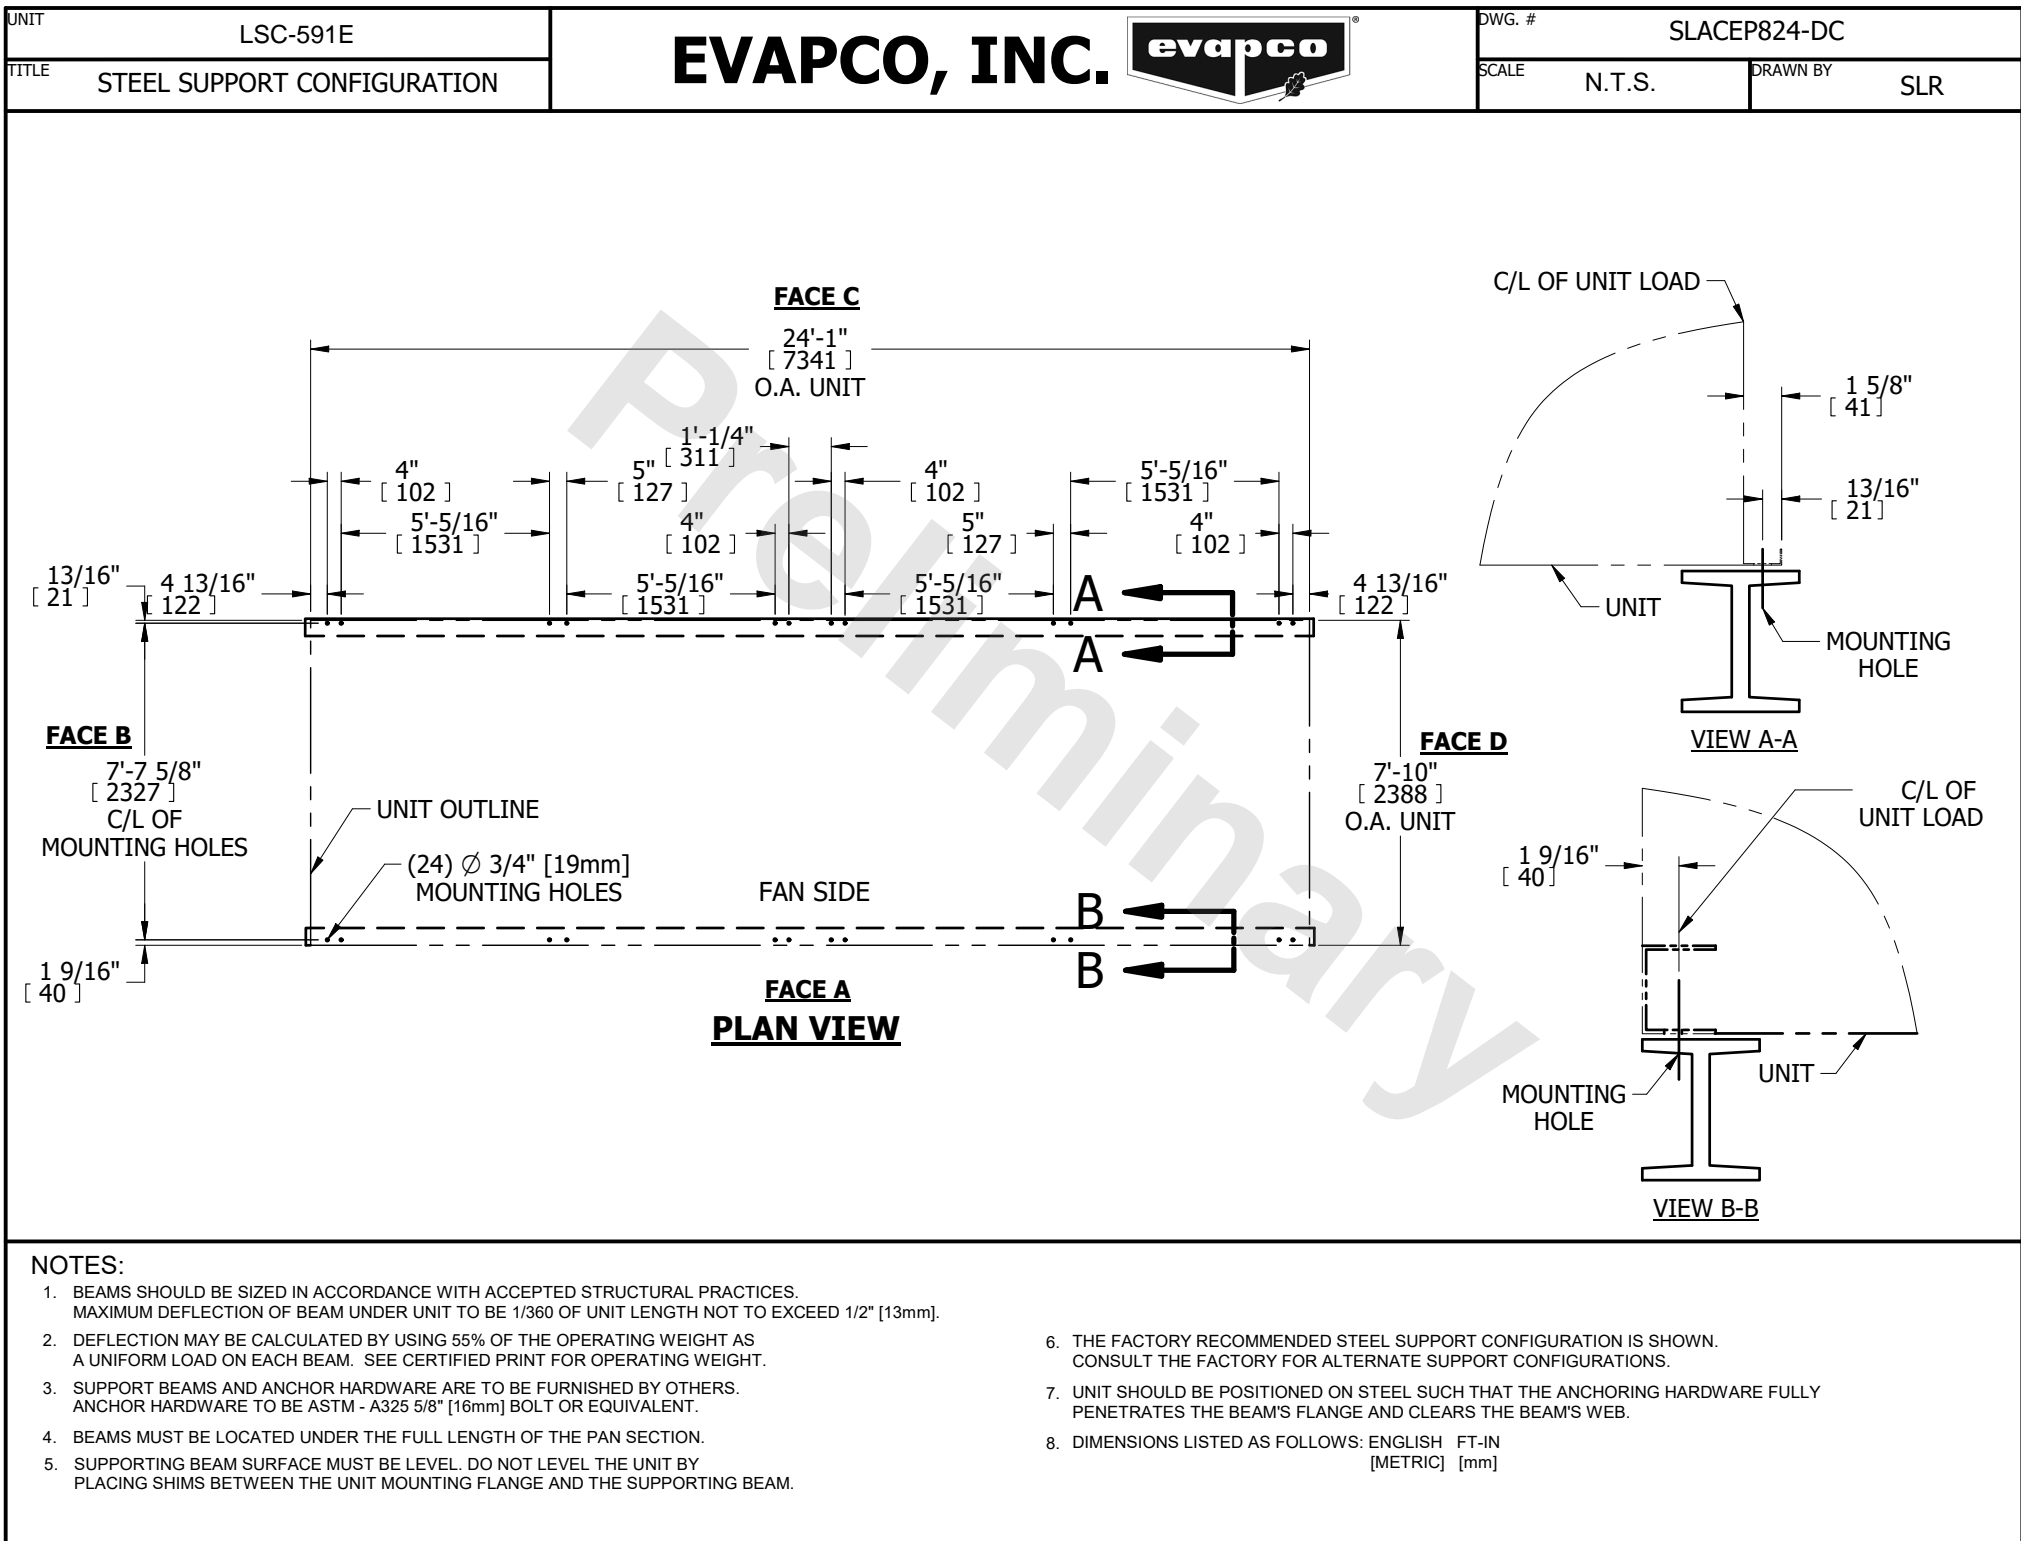 UNIT
LSC-591E
TITLE
STEEL SUPPORT CONFIGURATION
EVAPCO, INC.
evapco
®
DWG. #
SLACEP824-DC
SCALE
N.T.S.
DRAWN BY
SLR
FACE C
24'-1"
[ 7341 ]
O.A. UNIT
1'-1/4"
[ 311 ]
4"
[ 102 ]
5"
[ 127 ]
4"
[ 102 ]
5'-5/16"
[ 1531 ]
5'-5/16"
[ 1531 ]
4"
[ 102 ]
5"
[ 127 ]
4"
[ 102 ]
13/16"
[ 21 ]
4 13/16"
[ 122 ]
5'-5/16"
[ 1531 ]
5'-5/16"
[ 1531 ]
4 13/16"
[ 122 ]
A
A
FACE B
7'-7 5/8"
[ 2327 ]
C/L OF
MOUNTING HOLES
UNIT OUTLINE
(24) Ø 3/4" [19mm]
MOUNTING HOLES
FAN SIDE
FACE D
7'-10"
[ 2388 ]
O.A. UNIT
B
B
1 9/16"
[ 40 ]
FACE A
PLAN VIEW
Preliminary
C/L OF UNIT LOAD
1 5/8"
[ 41 ]
13/16"
[ 21 ]
UNIT
MOUNTING
HOLE
VIEW A-A
C/L OF
UNIT LOAD
1 9/16"
[ 40 ]
UNIT
MOUNTING
HOLE
VIEW B-B
NOTES:
1. BEAMS SHOULD BE SIZED IN ACCORDANCE WITH ACCEPTED STRUCTURAL PRACTICES.
MAXIMUM DEFLECTION OF BEAM UNDER UNIT TO BE 1/360 OF UNIT LENGTH NOT TO EXCEED 1/2" [13mm].
2. DEFLECTION MAY BE CALCULATED BY USING 55% OF THE OPERATING WEIGHT AS
A UNIFORM LOAD ON EACH BEAM. SEE CERTIFIED PRINT FOR OPERATING WEIGHT.
3. SUPPORT BEAMS AND ANCHOR HARDWARE ARE TO BE FURNISHED BY OTHERS.
ANCHOR HARDWARE TO BE ASTM - A325 5/8" [16mm] BOLT OR EQUIVALENT.
4. BEAMS MUST BE LOCATED UNDER THE FULL LENGTH OF THE PAN SECTION.
5. SUPPORTING BEAM SURFACE MUST BE LEVEL. DO NOT LEVEL THE UNIT BY
PLACING SHIMS BETWEEN THE UNIT MOUNTING FLANGE AND THE SUPPORTING BEAM.
6. THE FACTORY RECOMMENDED STEEL SUPPORT CONFIGURATION IS SHOWN.
CONSULT THE FACTORY FOR ALTERNATE SUPPORT CONFIGURATIONS.
7. UNIT SHOULD BE POSITIONED ON STEEL SUCH THAT THE ANCHORING HARDWARE FULLY
PENETRATES THE BEAM'S FLANGE AND CLEARS THE BEAM'S WEB.
8. DIMENSIONS LISTED AS FOLLOWS: ENGLISH FT-IN
[METRIC] [mm]